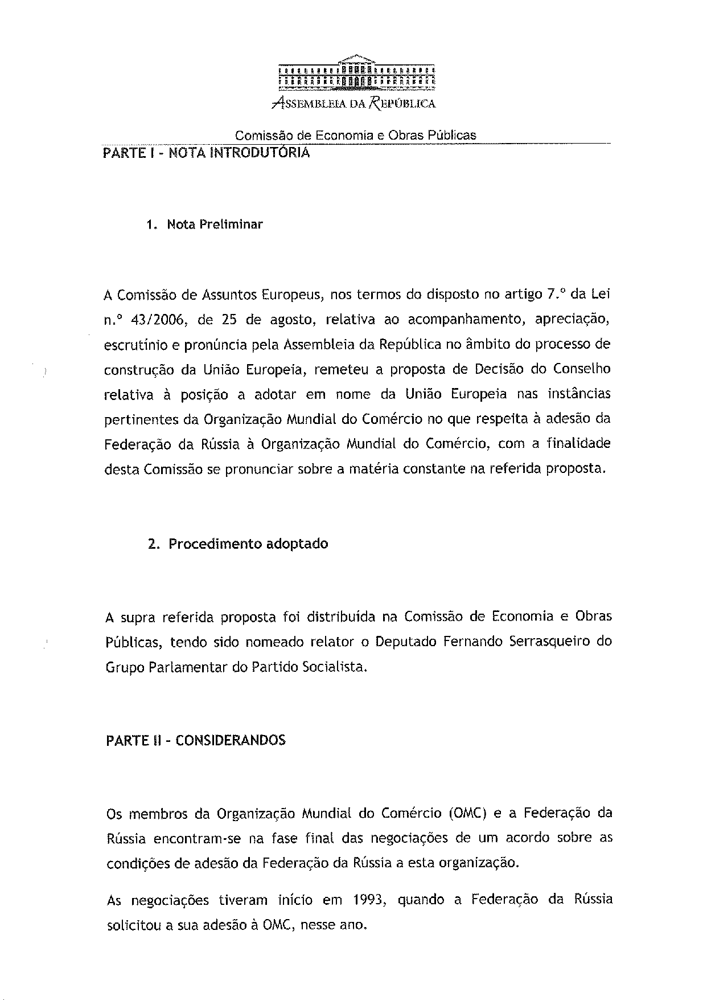 ASSEMBLEIA DA REPÚBLICA
Comissão de Economia e Obras Públicas
PARTE I - NOTA INTRODUTÓRIA
1. Nota Preliminar
A Comissão de Assuntos Europeus, nos termos do disposto no artigo 7.º da Lei
n.º 43/2006, de 25 de agosto, relativa ao acompanhamento, apreciação,
escrutínio e pronúncia pela Assembleia da República no âmbito do processo de
construção da União Europeia, remeteu a proposta de Decisão do Conselho
relativa à posição a adotar em nome da União Europeia nas instâncias
pertinentes da Organização Mundial do Comércio no que respeita à adesão da
Federação da Rússia à Organização Mundial do Comércio, com a finalidade
desta Comissão se pronunciar sobre a matéria constante na referida proposta.
2. Procedimento adoptado
A supra referida proposta foi distribuída na Comissão de Economia e Obras
Públicas, tendo sido nomeado relator o Deputado Fernando Serrasqueiro do
Grupo Parlamentar do Partido Socialista.
PARTE II - CONSIDERANDOS
Os membros da Organização Mundial do Comércio (OMC) e a Federação da
Rússia encontram-se na fase final das negociações de um acordo sobre as
condições de adesão da Federação da Rússia a esta organização.
As negociações tiveram início em 1993, quando a Federação da Rússia
solicitou a sua adesão à OMC, nesse ano.